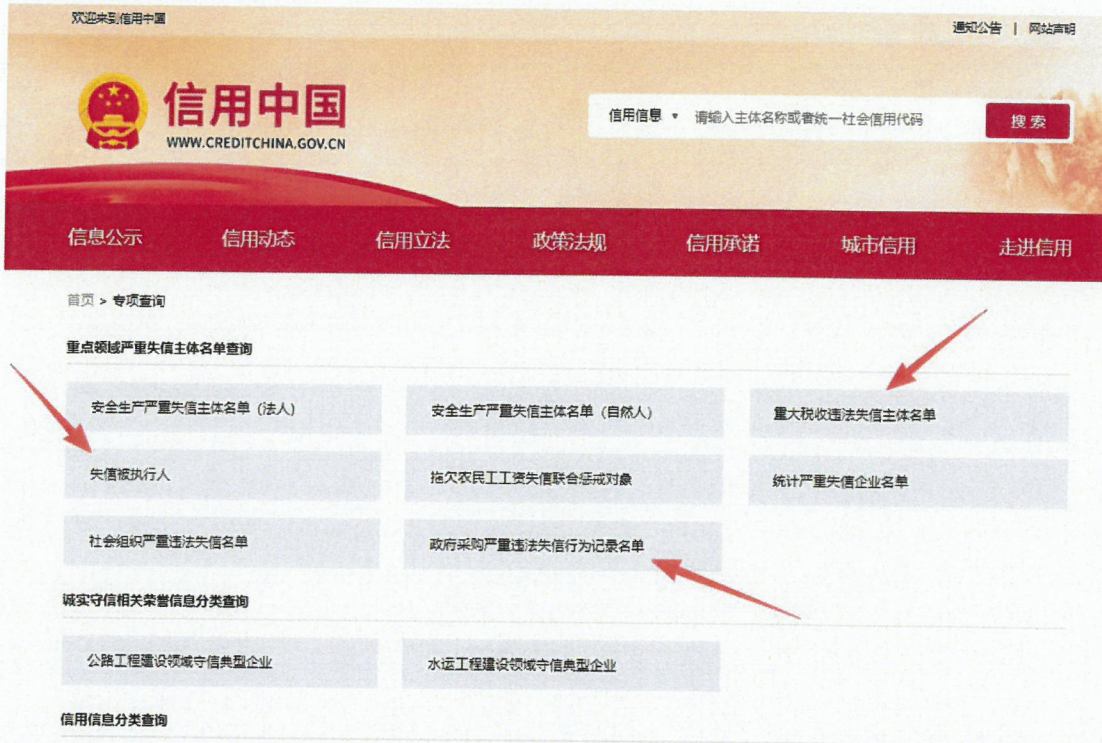 欢迎来到信用中国
通知公告 | 网站声明
信用中国
WWW.CREDITCHINA.GOV.CN
信用信息 请输入主体名称或者统一社会信用代码 搜索
信息公示 信用动态 信用立法 政策法规 信用承诺 城市信用 走进信用
首页 > 专项查询
重点领域严重失信主体名单查询
安全生产严重失信主体名单（法人） 安全生产严重失信主体名单（自然人） 重大税收违法失信主体名单
失信被执行人 拖欠农民工工资失信联合惩戒对象 统计严重失信企业名单
社会组织严重违法失信名单 政府采购严重违法失信行为记录名单
诚实守信相关荣誉信息分类查询
公路工程建设领域守信典型企业 水运工程建设领域守信典型企业
信用信息分类查询